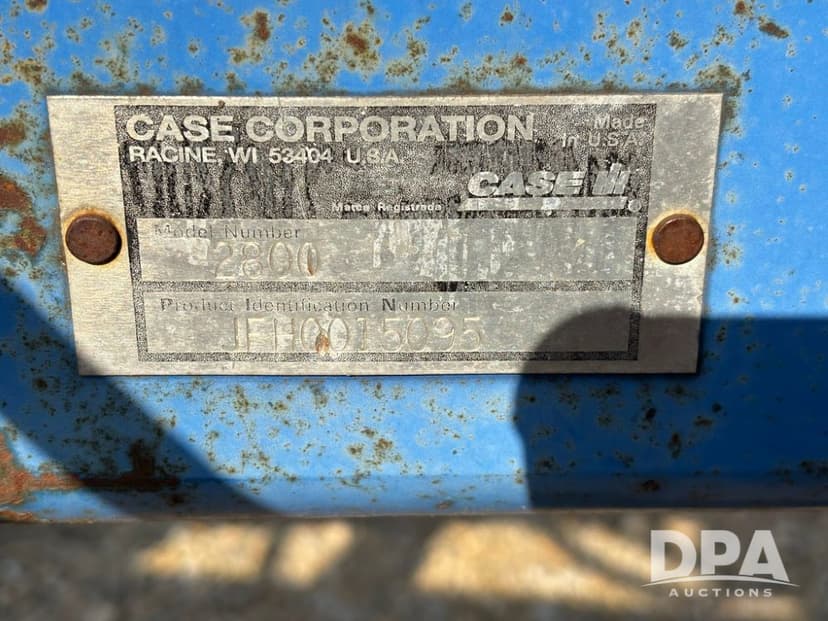 CASE CORPORATION
RACINE, WI 53404 U.S.A.
Made
In U.S.A.
CASE IH
Marca Registrada
Model Number
2800
Product Identification Number
JFH0015095
DPA
AUCTIONS